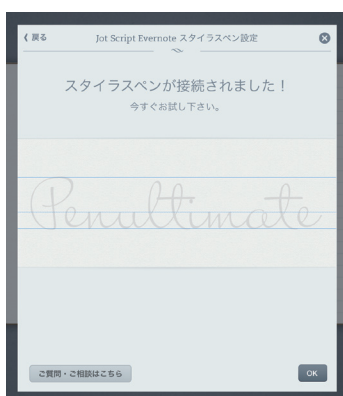 戻る
Jot Script Evernote スタイラスペン設定
スタイラスペンが接続されました！
今すぐお試し下さい。
Penultimate
ご質問・ご相談はこちら
OK